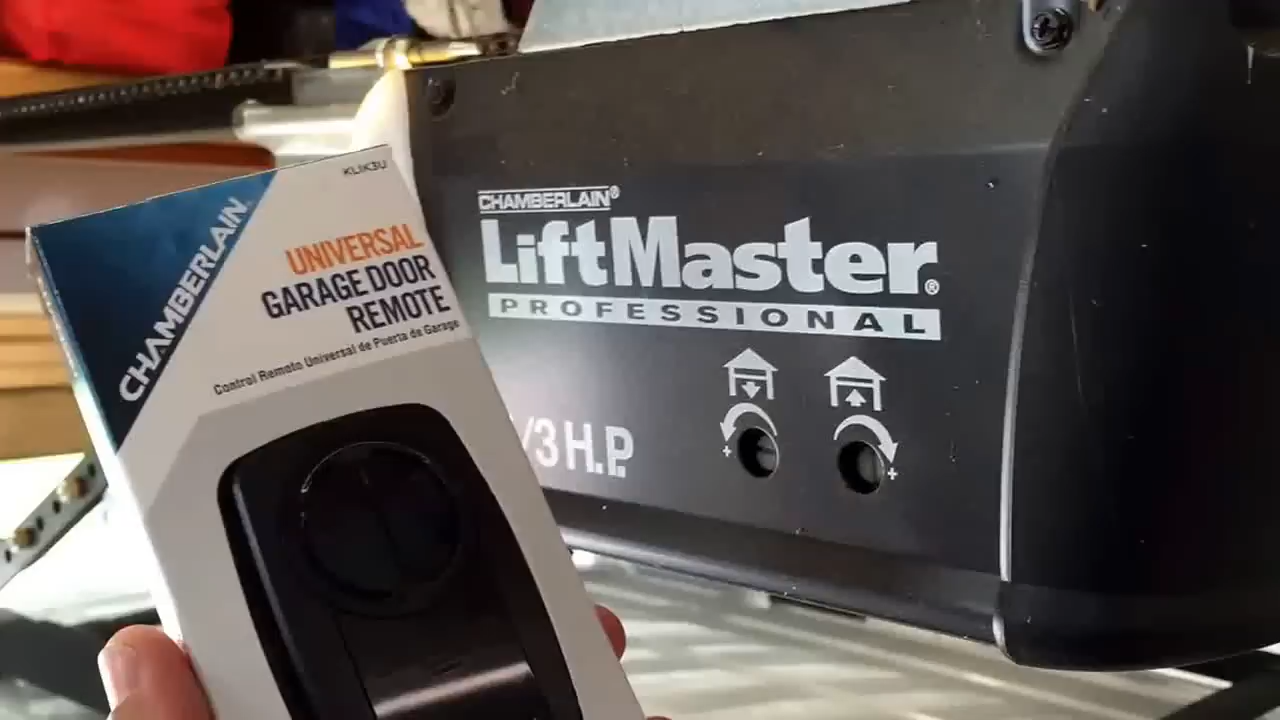 KLIK3U
CHAMBERLAIN
UNIVERSAL
GARAGE DOOR
REMOTE
Control Remoto Universal de Puerta de Garage
CHAMBERLAIN®
LiftMaster®
PROFESSIONAL
/3 H.P.
+
+